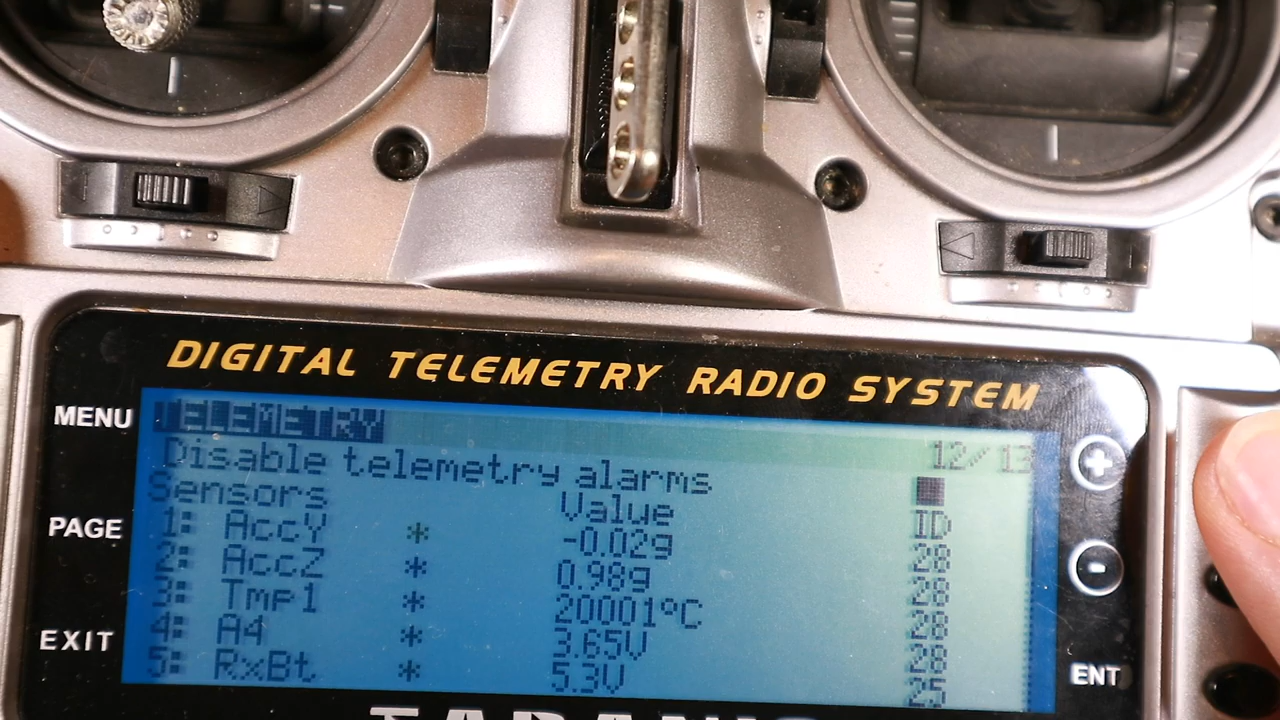 DIGITAL TELEMETRY RADIO SYSTEM
MENU
PAGE
EXIT
TELEMETRY 12/13
Disable telemetry alarms
Sensors Value ID
1: AccY * -0.02g 28
2: AccZ * 0.98g 28
3: Tmp1 * 20001ºC 28
4: A4 * 3.65V 28
5: RxBt * 5.3V 25
+
-
ENT
TARANIS